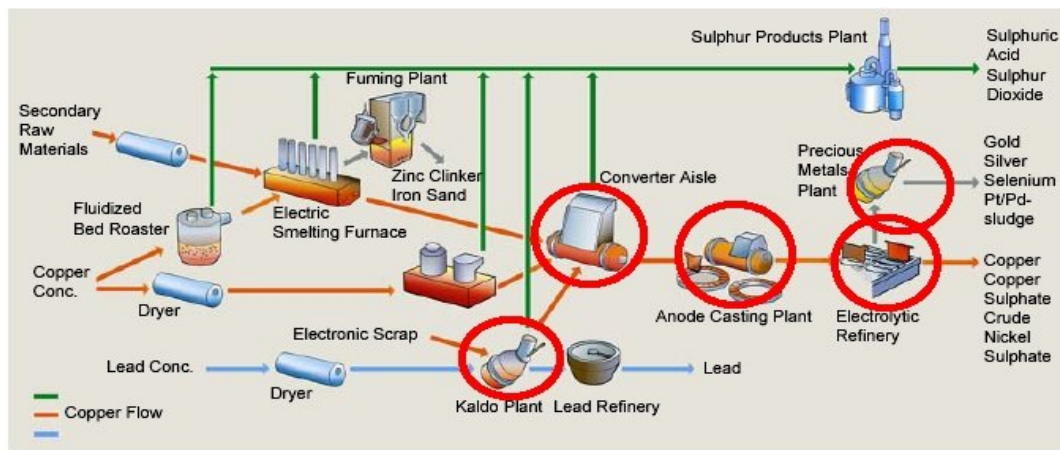 Sulphur Products Plant
Sulphuric
Acid
Sulphur
Dioxide
Fuming Plant
Secondary
Raw
Materials
Zinc Clinker
Iron Sand
Converter Aisle
Precious
Metals
Plant
Gold
Silver
Selenium
Pt/Pd-
sludge
Fluidized
Bed Roaster
Electric
Smelting Furnace
Copper
Conc.
Dryer
Anode Casting Plant
Electrolytic
Refinery
Copper
Copper
Sulphate
Crude
Nickel
Sulphate
Electronic Scrap
Lead Conc.
Dryer
Kaldo Plant
Lead Refinery
Lead
Copper Flow